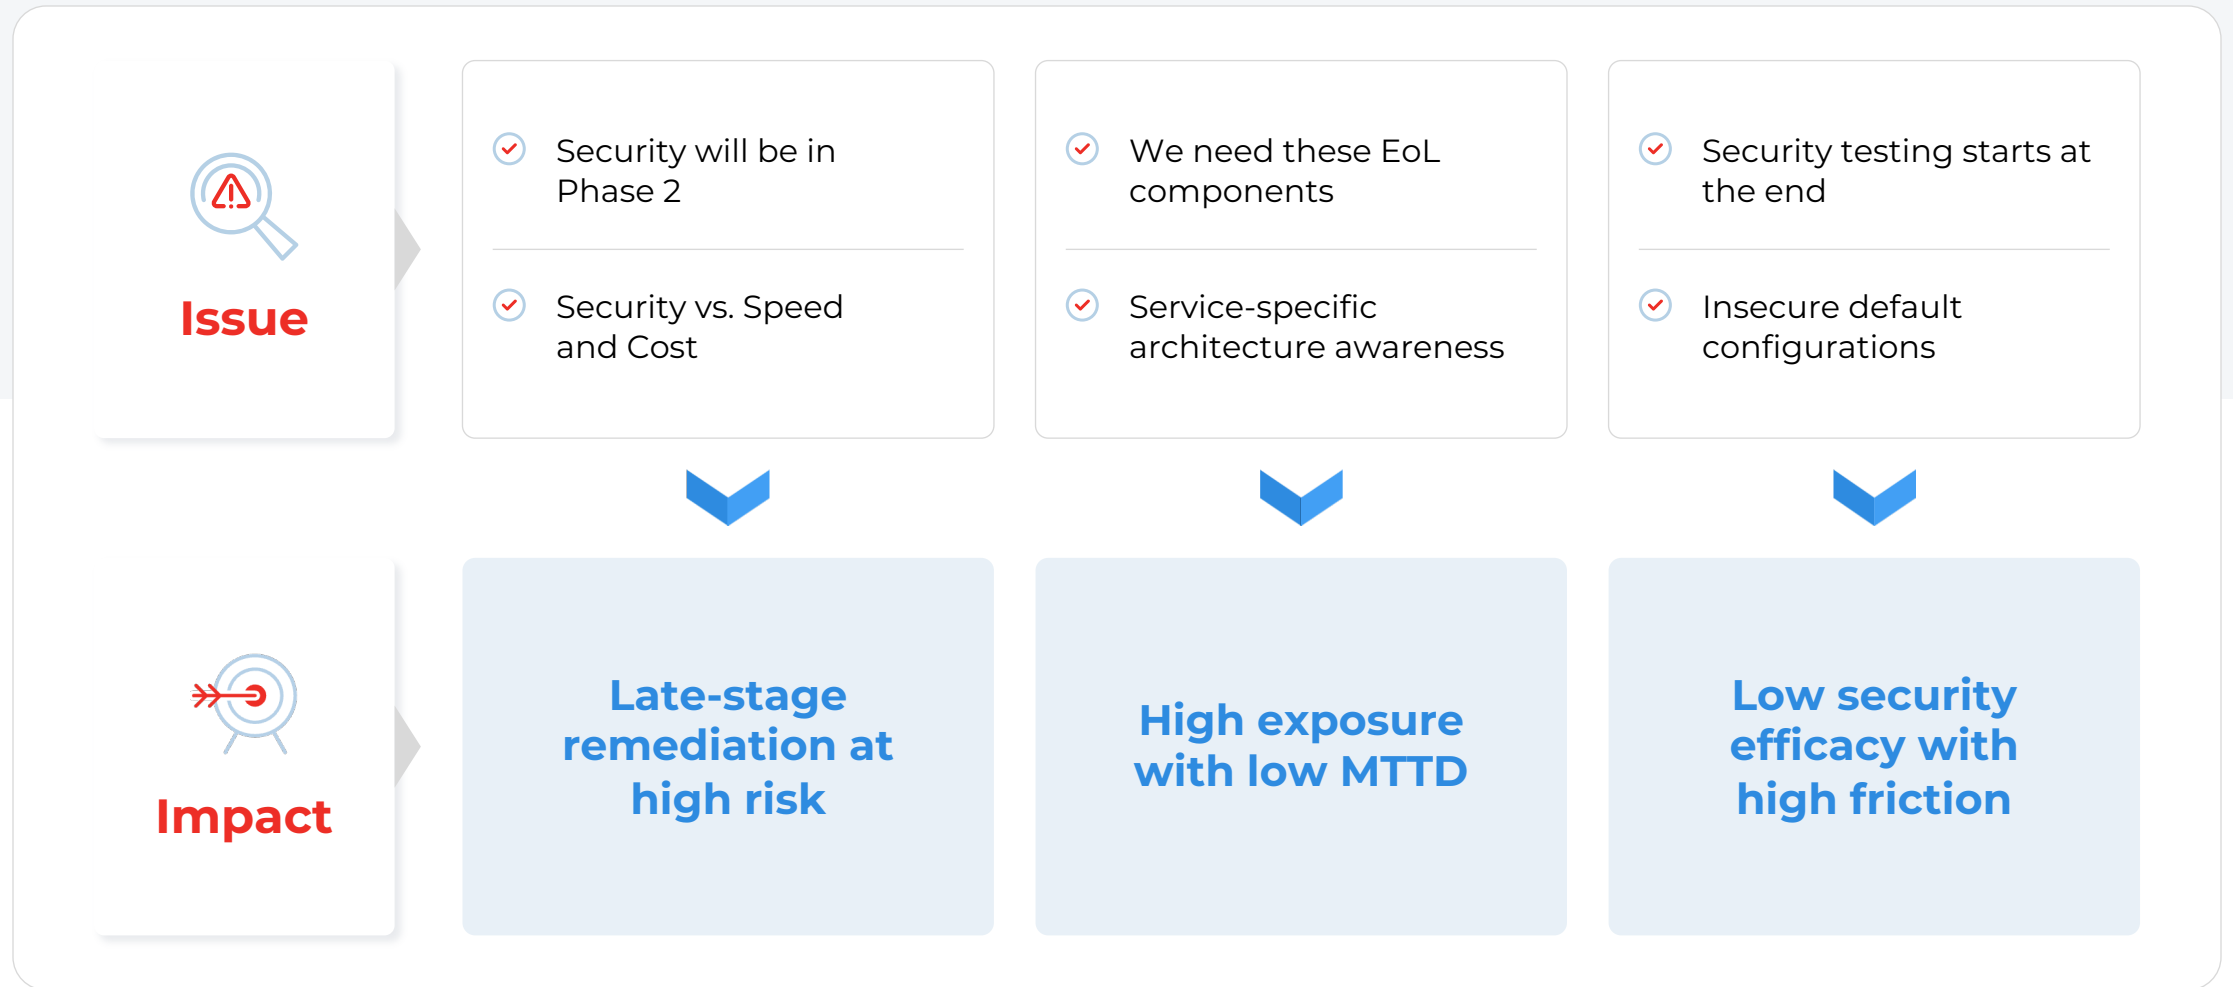 Issue
Security will be in
Phase 2
Security vs. Speed
and Cost
We need these EoL
components
Service-specific
architecture awareness
Security testing starts at
the end
Insecure default
configurations
Impact
Late-stage
remediation at
high risk
High exposure
with low MTTD
Low security
efficacy with
high friction